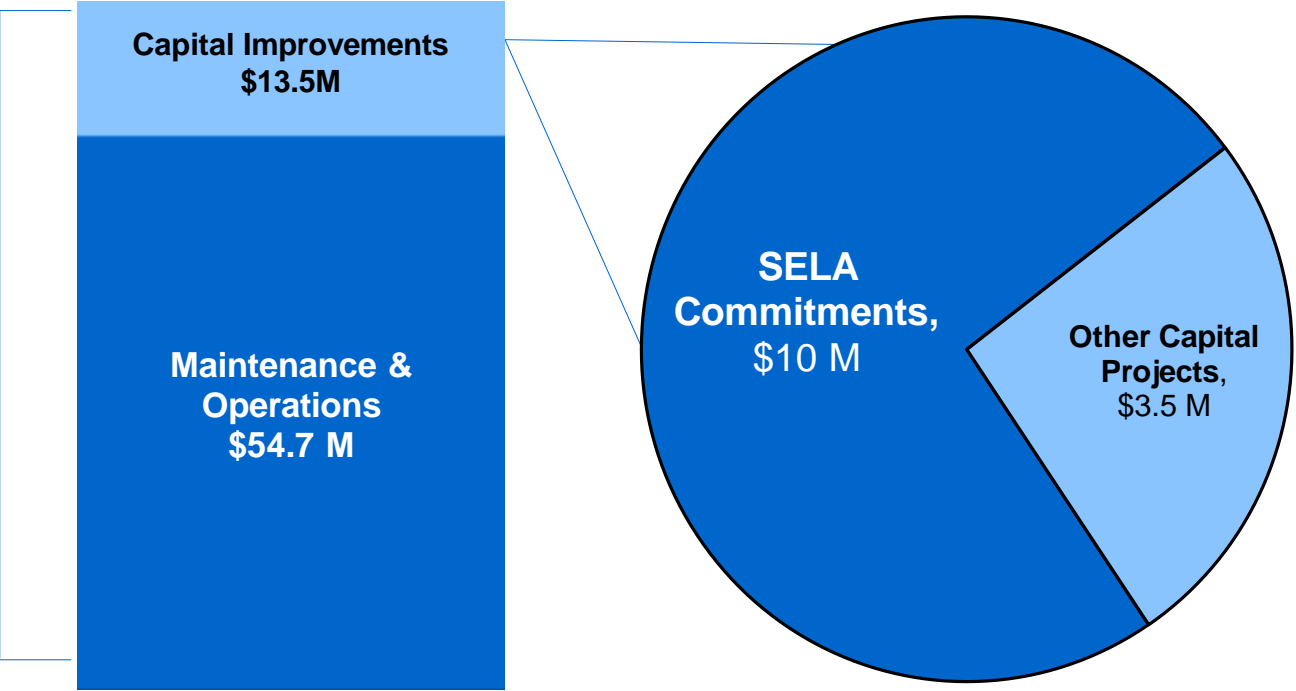 Capital Improvements
$13.5M
Maintenance &
Operations
$54.7 M
SELA
Commitments,
$10 M
Other Capital
Projects,
$3.5 M